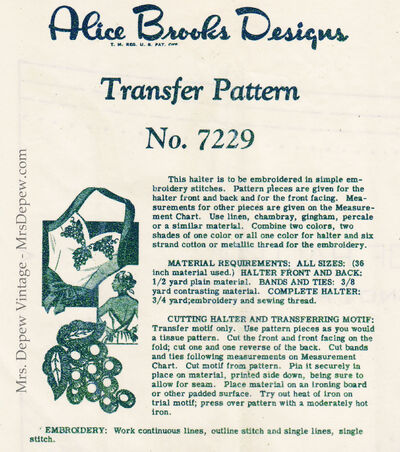 Alice Brooks Designs
T. M. REG. U. S. PAT. OFF.
Transfer Pattern
No. 7229
This halter is to be embroidered in simple em-
broidery stitches. Pattern pieces are given for the
halter front and back and for the front facing. Mea-
surements for other pieces are given on the Measure-
ment Chart. Use linen, chambray, gingham, percale
or a similar material. Combine two colors, two
shades of one color or all one color for halter and six
strand cotton or metallic thread for the embroidery.
MATERIAL REQUIREMENTS: ALL SIZES: (36
inch material used.) HALTER FRONT AND BACK:
1/2 yard plain material. BANDS AND TIES: 3/8
yard contrasting material. COMPLETE HALTER:
3/4 yard;embroidery and sewing thread.
CUTTING HALTER AND TRANSFERRING MOTIF:
Transfer motif only. Use pattern pieces as you would
a tissue pattern. Cut the front and front facing on the
fold; cut one and one reverse of the back. Cut bands
and ties following measurements on Measurement
Chart. Cut motif from pattern. Pin it securely in
place on material, printed side down, being sure to
allow for seam. Place material on an ironing board
or other padded surface. Try out heat of iron on
trial motif; press over pattern with a moderately hot
iron.
EMBROIDERY: Work continuous lines, outline stitch and single lines, single
stitch.
Mrs. Depew Vintage - MrsDepew.com